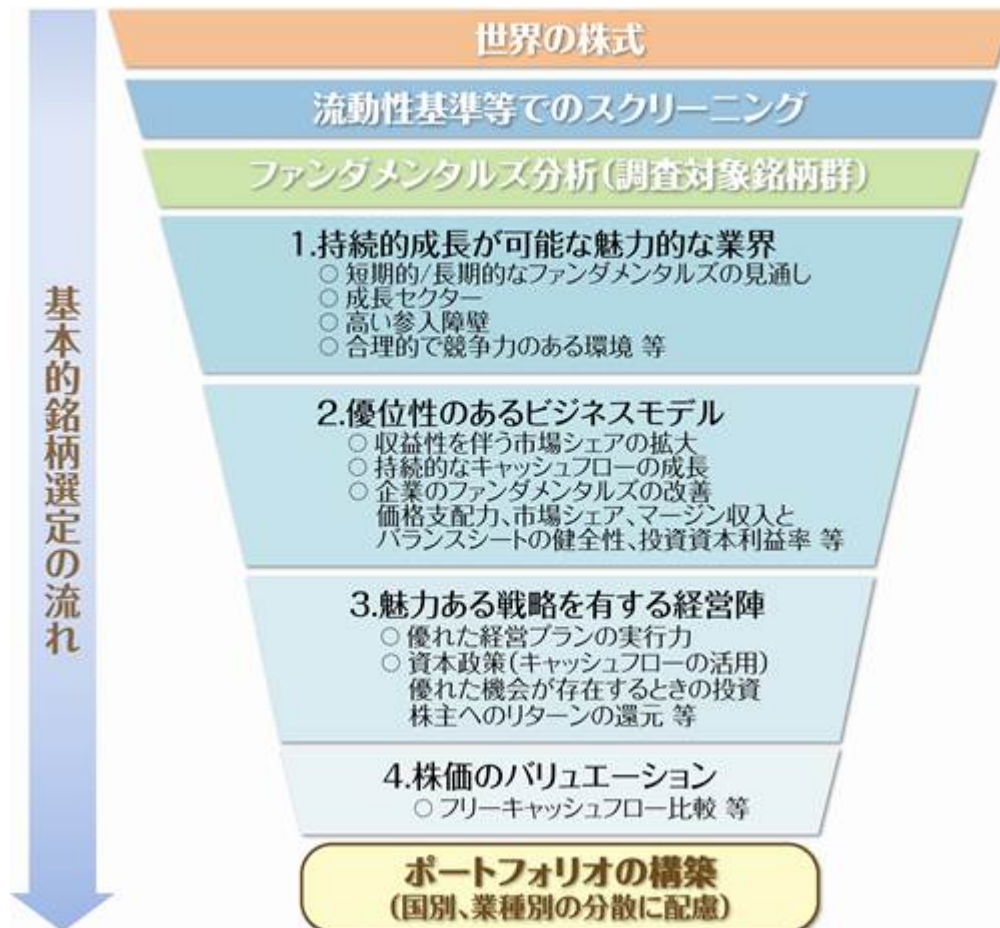 世界の株式
流動性基準等でのスクリーニング
ファンダメンタルズ分析(調査対象銘柄群)
基本的銘柄選定の流れ
1.持続的成長が可能な魅力的な業界
○ 短期的/長期的なファンダメンタルズの見通し
○ 成長セクター
○ 高い参入障壁
○ 合理的で競争力のある環境 等
2.優位性のあるビジネスモデル
○ 収益性を伴う市場シェアの拡大
○ 持続的なキャッシュフローの成長
○ 企業のファンダメンタルズの改善
価格支配力、市場シェア、マージン収入と
バランスシートの健全性、投資資本利益率 等
3.魅力ある戦略を有する経営陣
○ 優れた経営プランの実行力
○ 資本政策(キャッシュフローの活用)
優れた機会が存在するときの投資
株主へのリターンの還元 等
4.株価のバリュエーション
○ フリーキャッシュフロー比較 等
ポートフォリオの構築
(国別、業種別の分散に配慮)